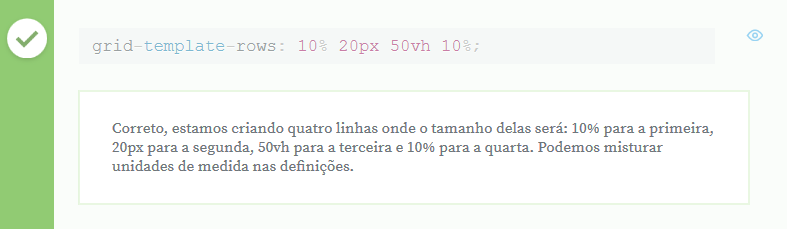 grid-template-rows: 10% 20px 50vh 10%;
Correto, estamos criando quatro linhas onde o tamanho delas será: 10% para a primeira,
20px para a segunda, 50vh para a terceira e 10% para a quarta. Podemos misturar
unidades de medida nas definições.